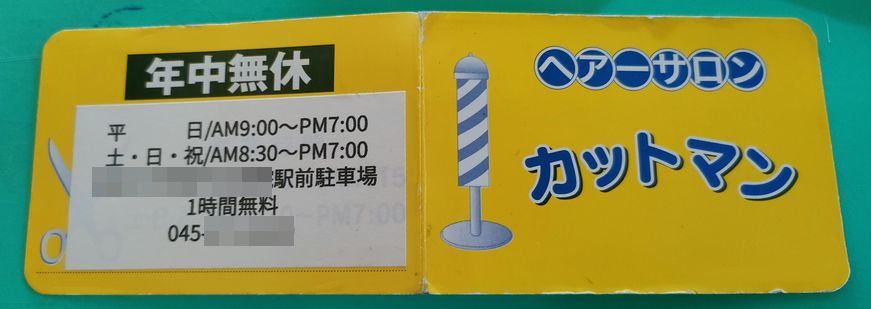 年中無休
平　　日/AM9:00～PM7:00
土・日・祝/AM8:30～PM7:00
駅前駐車場
1時間無料
045-
ヘアーサロン
カットマン